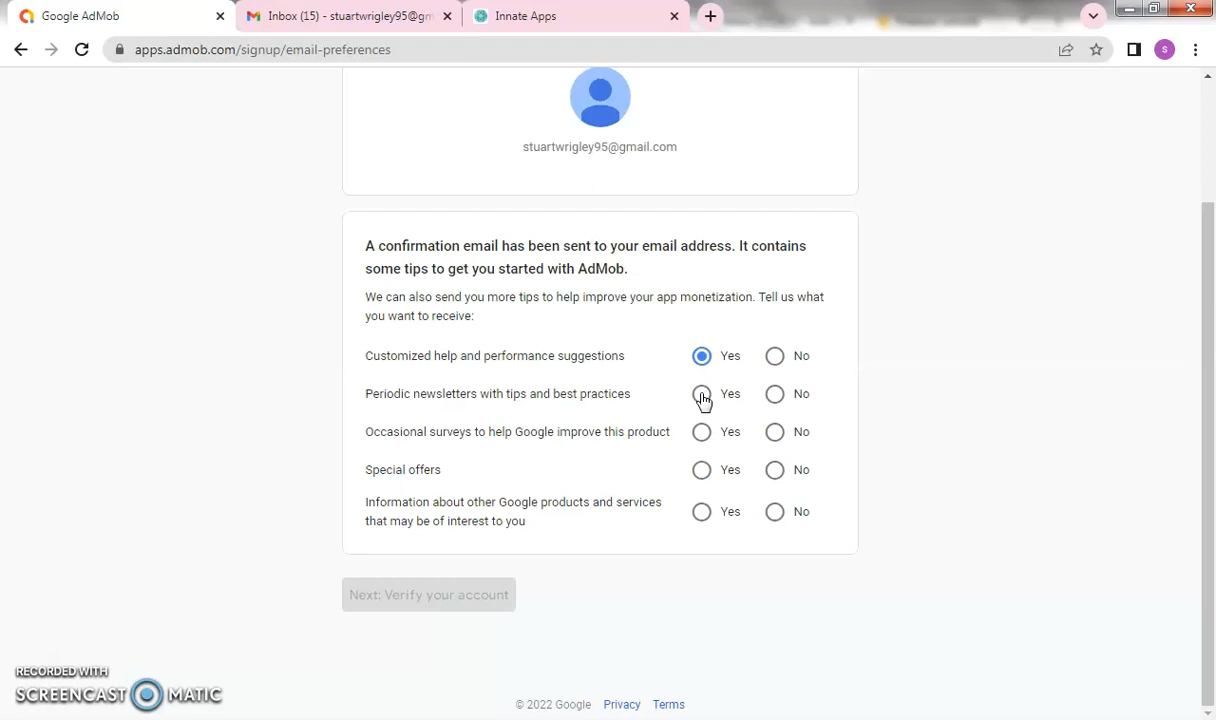 Google AdMob
Inbox (15) - stuartwrigley95@gm
Innate Apps
apps.admob.com/signup/email-preferences
S
stuartwrigley95@gmail.com
A confirmation email has been sent to your email address. It contains
some tips to get you started with AdMob.
We can also send you more tips to help improve your app monetization. Tell us what
you want to receive:
Customized help and performance suggestions Yes No
Periodic newsletters with tips and best practices Yes No
Occasional surveys to help Google improve this product Yes No
Special offers Yes No
Information about other Google products and services
that may be of interest to you Yes No
Next: Verify your account
RECORDED WITH
SCREENCAST MATIC
© 2022 Google Privacy Terms